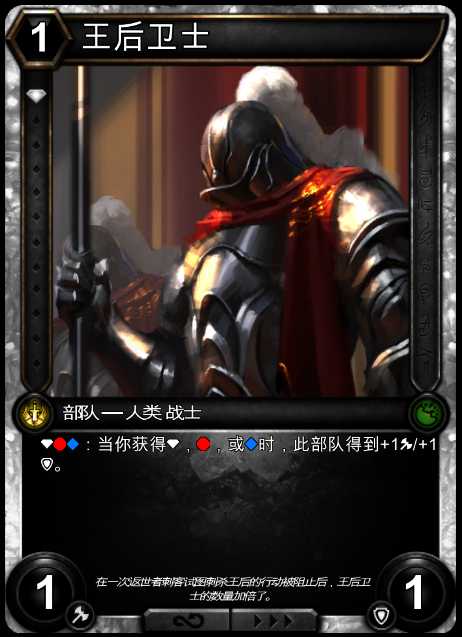 1 王后卫士
部队 — 人类 战士
：当你获得，，或时，此部队得到+1/+1
。
在一次返世者刺客试图刺杀王后的行动被阻止后，王后卫
士的数量加倍了。
1 1